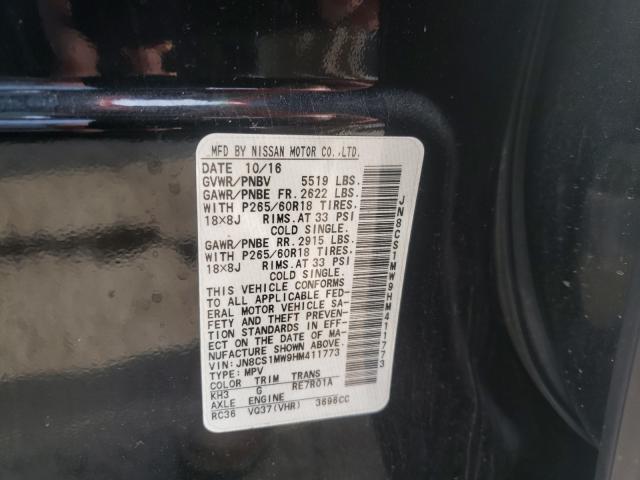 MFD BY NISSAN MOTOR CO.,LTD.
DATE 10/16
GVWR/PNBV 5519 LBS.
GAWR/PNBE FR. 2622 LBS.
WITH P265/60R18 TIRES.
18×8J RIMS.AT 33 PSI
COLD SINGLE.
GAWR/PNBE RR. 2915 LBS.
WITH P265/60R18 TIRES.
18×8J RIMS.AT 33 PSI
COLD SINGLE.
THIS VEHICLE CONFORMS
TO ALL APPLICABLE FED-
ERAL MOTOR VEHICLE SA-
FETY AND THEFT PREVEN-
TION STANDARDS IN EFF-
ECT ON THE DATE OF MA-
NUFACTURE SHOWN ABOVE.
VIN: JN8CS1MW9HM411773
TYPE: MPV
COLOR TRIM TRANS
KH3 G RE7R01A
AXLE ENGINE
RC36 VQ37(VHR) 3696CC
JN8CS1MW9HM411773